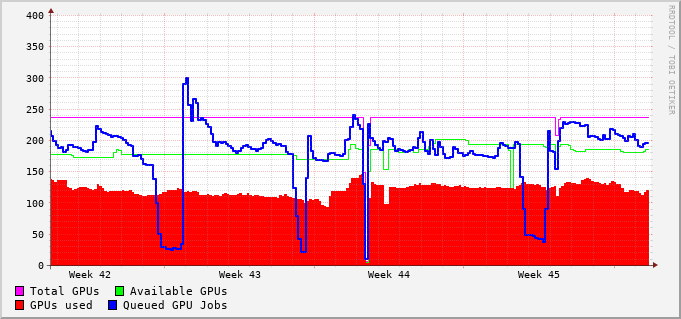 400
350
300
250
200
150
100
50
0
Week 42 Week 43 Week 44 Week 45
Total GPUs Available GPUs
GPUs used Queued GPU Jobs
RRDTOOL / TOBI OETIKER